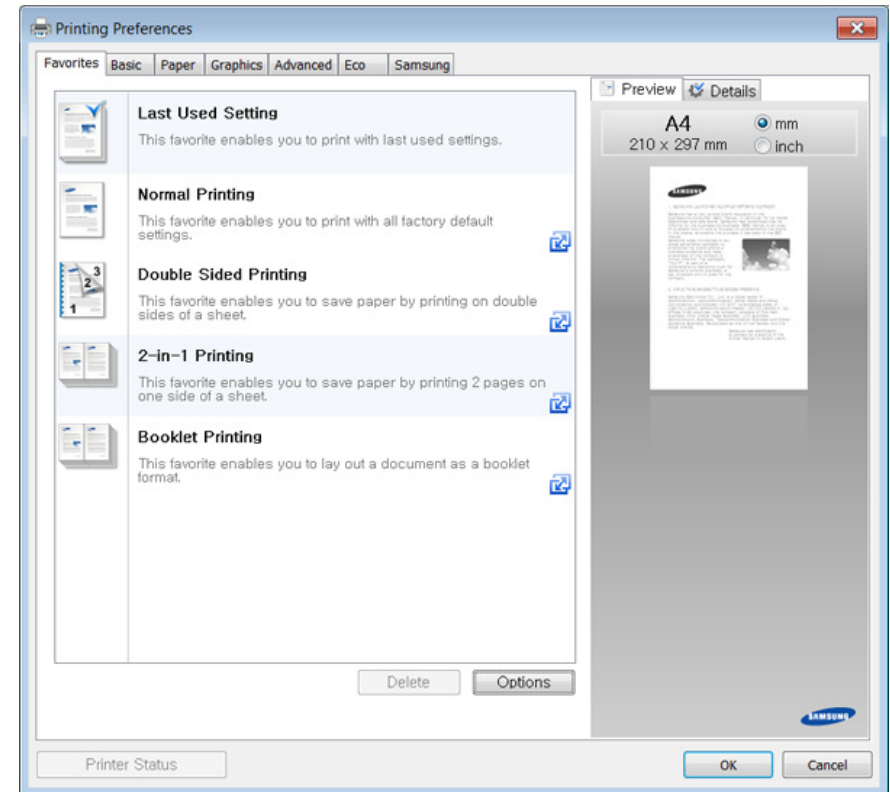 Printing Preferences
Favorites Basic Paper Graphics Advanced Eco Samsung
Last Used Setting
This favorite enables you to print with last used settings.
Normal Printing
This favorite enables you to print with all factory default
settings.
3
2
1
Double Sided Printing
This favorite enables you to save paper by printing on double
sides of a sheet.
2-in-1 Printing
This favorite enables you to save paper by printing 2 pages on
one side of a sheet.
Booklet Printing
This favorite enables you to lay out a document as a booklet
format.
Delete Options
Preview Details
A4 mm
210 x 297 mm inch
SAMSUNG
SAMSUNG
Printer Status OK Cancel